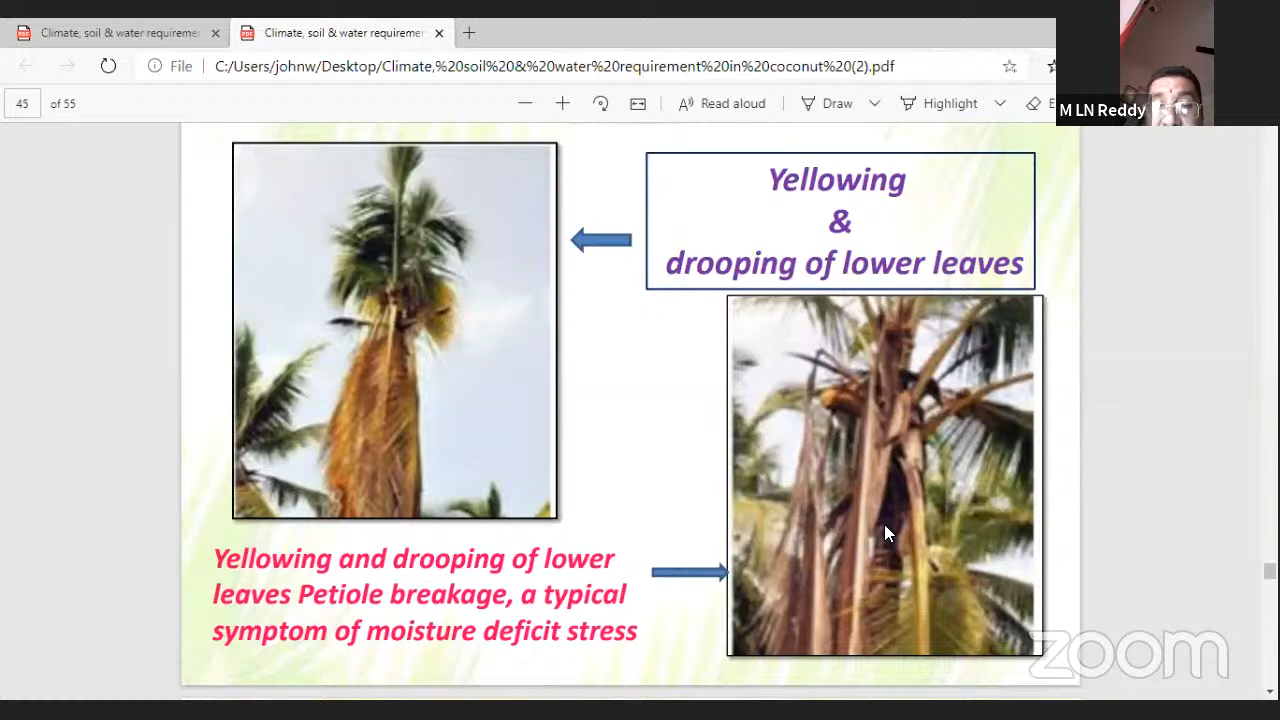 Climate, soil & water requireme
Climate, soil & water requiremer
File
C:/Users/johnw/Desktop/Climate,%20soil%20&%20water%20requirement%20in%20coconut%20(2).pdf
45 of 55
Read aloud
Draw
Highlight
E
M LN Reddy
Yellowing
&
drooping of lower leaves
Yellowing and drooping of lower
leaves Petiole breakage, a typical
symptom of moisture deficit stress
zoom